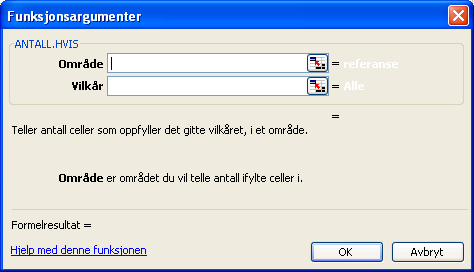 Funksjonsargumenter
ANTALL.HVIS
Område = referanse
Vilkår = Alle
=
Teller antall celler som oppfyller det gitte vilkåret, i et område.
Område er området du vil telle antall ifylte celler i.
Formelresultat =
Hjelp med denne funksjonen OK Avbryt